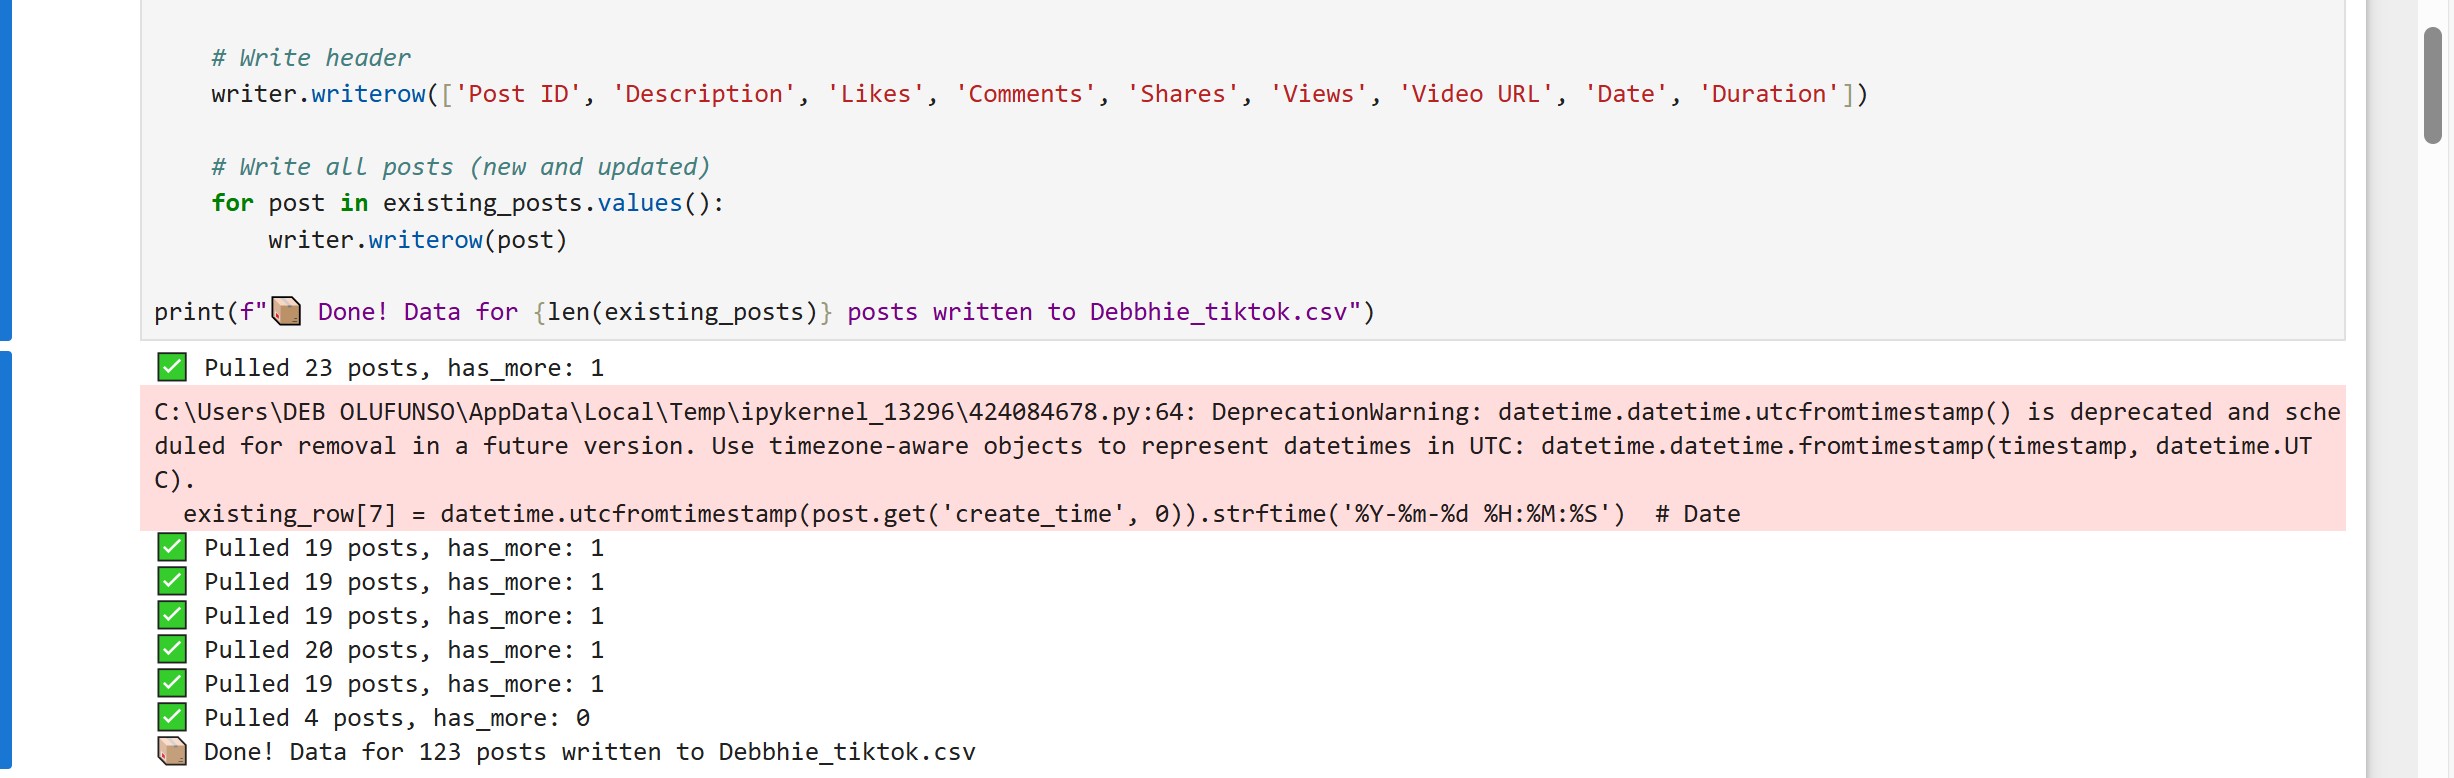 # Write header
writer.writerow(['Post ID', 'Description', 'Likes', 'Comments', 'Shares', 'Views', 'Video URL', 'Date', 'Duration'])
# Write all posts (new and updated)
for post in existing_posts.values():
writer.writerow(post)
print(f"📦 Done! Data for {len(existing_posts)} posts written to Debbhie_tiktok.csv")
✅ Pulled 23 posts, has_more: 1
C:\Users\DEB OLUFUNSO\AppData\Local\Temp\ipykernel_13296\424084678.py:64: DeprecationWarning: datetime.datetime.utcfromtimestamp() is deprecated and sche
duled for removal in a future version. Use timezone-aware objects to represent datetimes in UTC: datetime.datetime.fromtimestamp(timestamp, datetime.UT
C).
existing_row[7] = datetime.utcfromtimestamp(post.get('create_time', 0)).strftime('%Y-%m-%d %H:%M:%S')  # Date
✅ Pulled 19 posts, has_more: 1
✅ Pulled 19 posts, has_more: 1
✅ Pulled 19 posts, has_more: 1
✅ Pulled 20 posts, has_more: 1
✅ Pulled 19 posts, has_more: 1
✅ Pulled 4 posts, has_more: 0
📦 Done! Data for 123 posts written to Debbhie_tiktok.csv